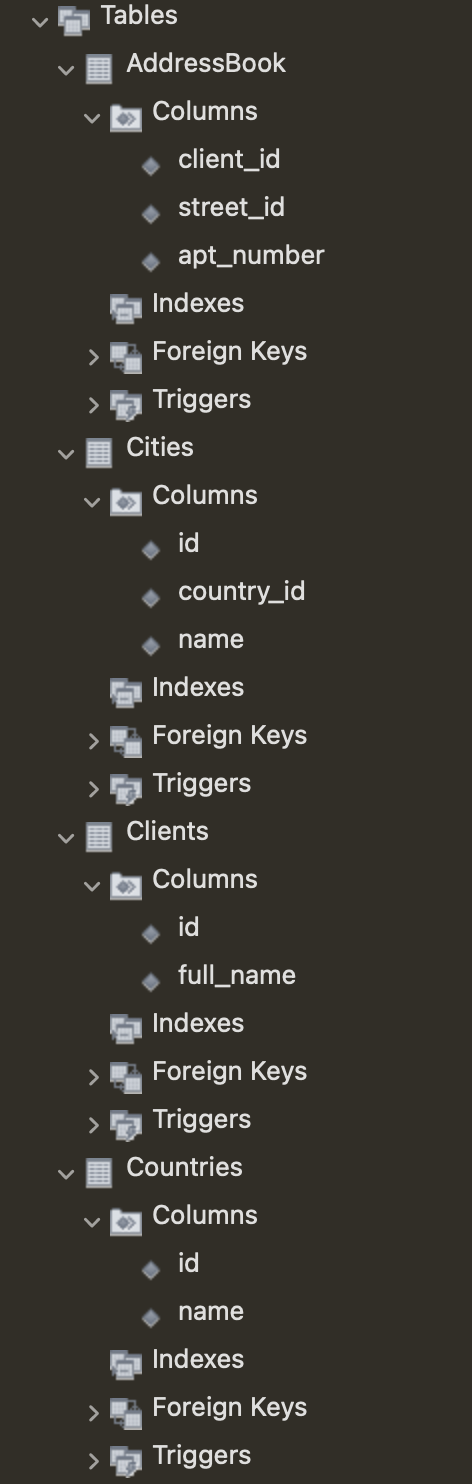 Tables
AddressBook
Columns
client_id
street_id
apt_number
Indexes
Foreign Keys
Triggers
Cities
Columns
id
country_id
name
Indexes
Foreign Keys
Triggers
Clients
Columns
id
full_name
Indexes
Foreign Keys
Triggers
Countries
Columns
id
name
Indexes
Foreign Keys
Triggers